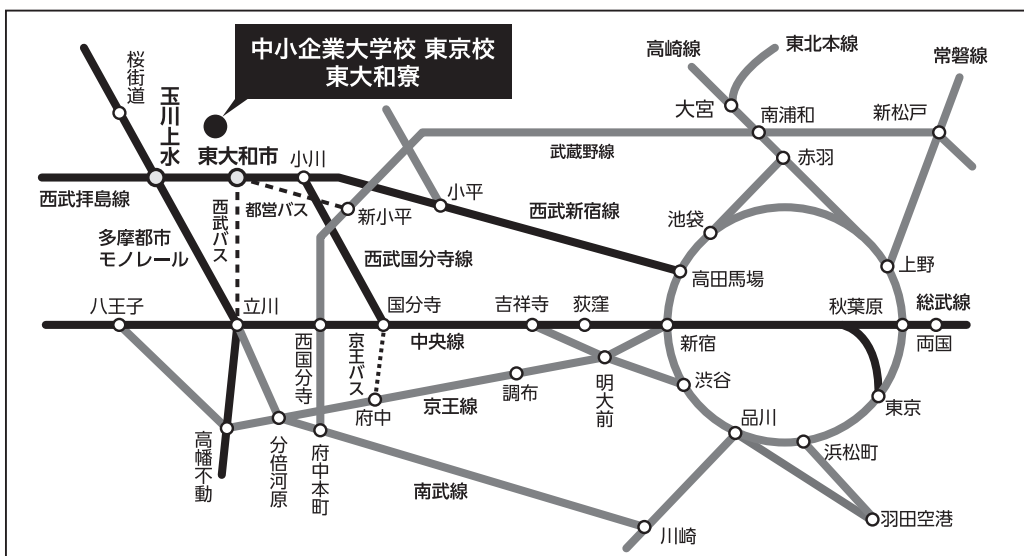 中小企業大学校 東京校
東大和寮
高崎線
東北本線
常磐線
桜街道
玉川上水
大宮
南浦和
新松戸
東大和市
小川
武蔵野線
赤羽
西武拝島線
都営バス
新小平
小平
西武新宿線
池袋
西武バス
多摩都市
モノレール
西武国分寺線
高田馬場
上野
八王子
立川
国分寺
吉祥寺
荻窪
秋葉原
総武線
西国分寺
京王バス
中央線
新宿
両国
調布
明大前
渋谷
府中
京王線
品川
東京
高幡不動
分倍河原
府中本町
南武線
浜松町
川崎
羽田空港